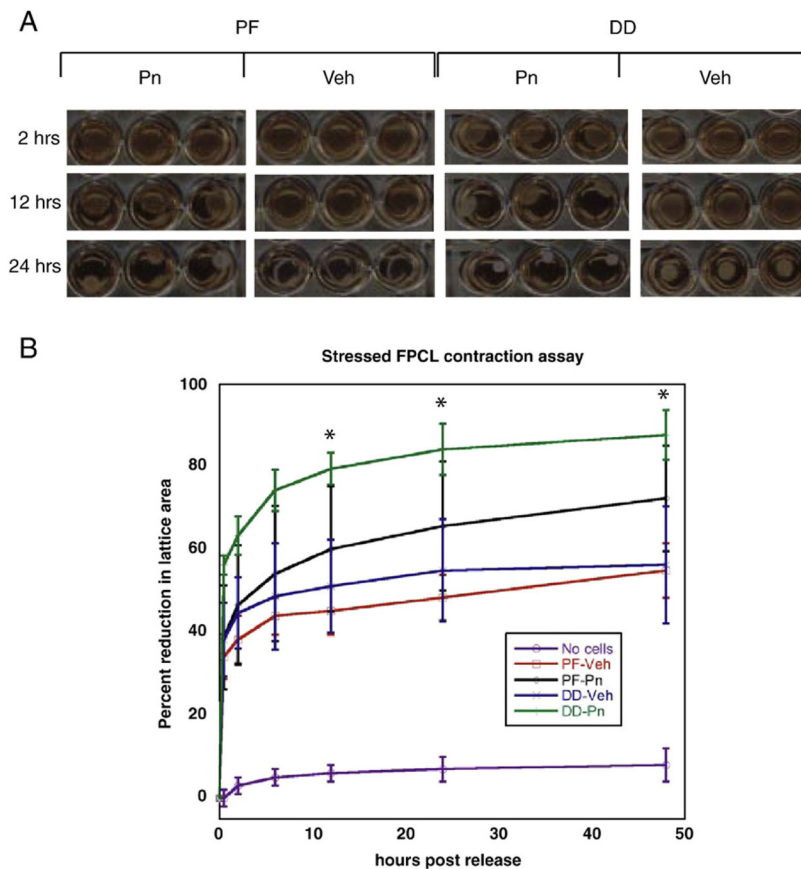 A
PF
DD
Pn
Veh
Pn
Veh
2 hrs
12 hrs
24 hrs
B
Stressed FPCL contraction assay
Percent reduction in lattice area
100
80
60
40
20
0
*
*
*
No cells
PF-Veh
PF-Pn
DD-Veh
DD-Pn
0
10
20
30
40
50
hours post release